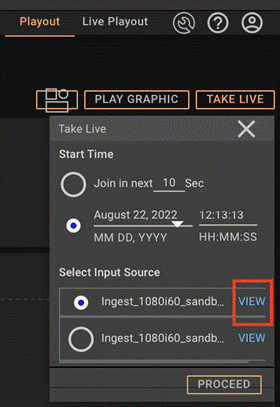 Playout Live Playout
PLAY GRAPHIC TAKE LIVE
Take Live
Start Time
Join in next 10 Sec
August 22, 2022 12:13:13
MM DD, YYYY HH:MM:SS
Select Input Source
Ingest_1080i60_sandb... VIEW
Ingest_1080i60_sandb... VIEW
PROCEED